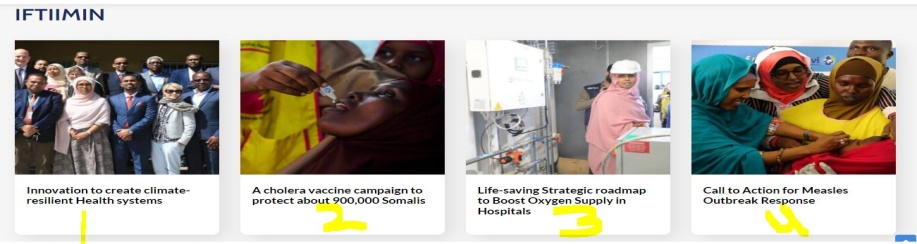 IFTIIMIN
Innovation to create climate-
resilient Health systems
A cholera vaccine campaign to
protect about 900,000 Somalis
Life-saving Strategic roadmap
to Boost Oxygen Supply in
Hospitals
Call to Action for Measles
Outbreak Response
1
2
3
4